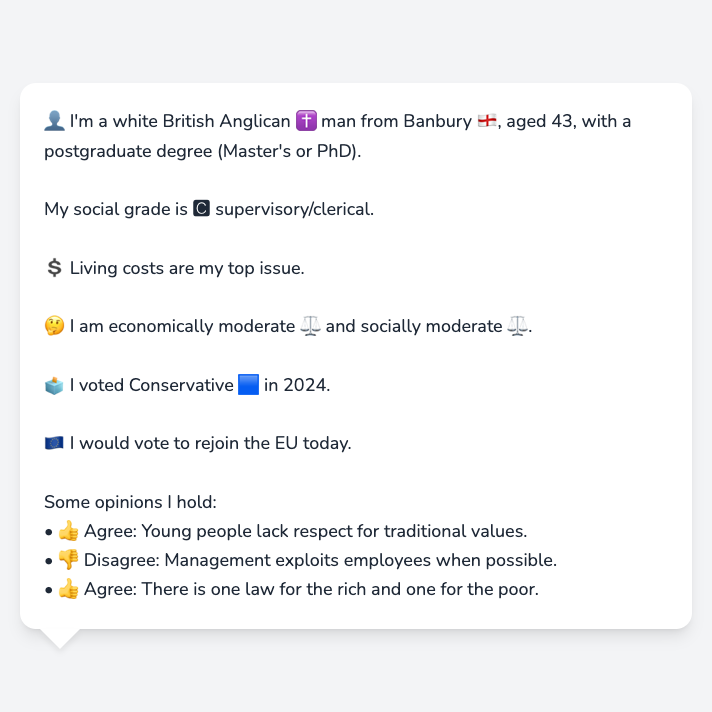 👤 I'm a white British Anglican ✝️ man from Banbury 🏴󠁧󠁢󠁥󠁮󠁧󠁿, aged 43, with a
postgraduate degree (Master's or PhD).
My social grade is 🅲 supervisory/clerical.
💲 Living costs are my top issue.
🤔 I am economically moderate ⚖️ and socially moderate ⚖️.
🗳️ I voted Conservative 🟦 in 2024.
🇪🇺 I would vote to rejoin the EU today.
Some opinions I hold:
• 👍 Agree: Young people lack respect for traditional values.
• 👎 Disagree: Management exploits employees when possible.
• 👍 Agree: There is one law for the rich and one for the poor.